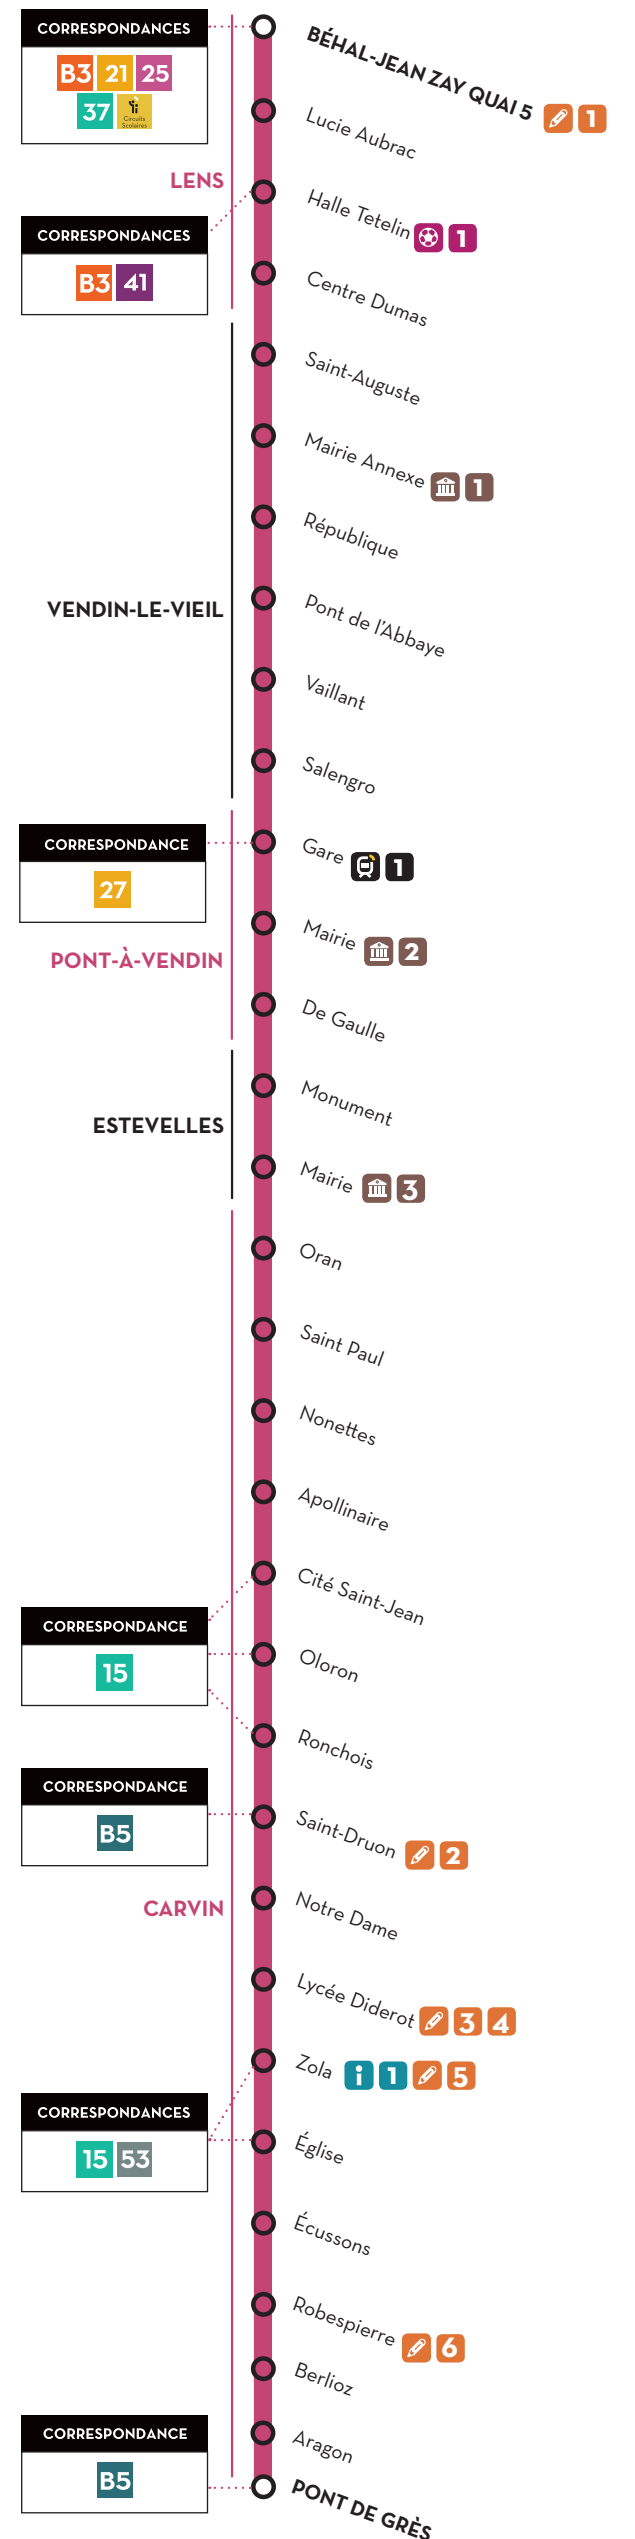 CORRESPONDANCES
B3 21 25
37 Circuits
Scolaires
BÉHAL-JEAN ZAY QUAI 5 1
Lucie Aubrac
LENS
Halle Tetelin 1
CORRESPONDANCES
B3 41
Centre Dumas
Saint-Auguste
Mairie Annexe 1
République
VENDIN-LE-VIEIL
Pont de l'Abbaye
Vaillant
Salengro
CORRESPONDANCE
27
Gare 1
Mairie 2
PONT-À-VENDIN
De Gaulle
Monument
ESTEVELLES
Mairie 3
Oran
Saint Paul
Nonettes
Apollinaire
Cité Saint-Jean
CORRESPONDANCE
15
Oloron
Ronchois
CORRESPONDANCE
B5
Saint-Druon 2
CARVIN
Notre Dame
Lycée Diderot 3 4
Zola i 1 5
CORRESPONDANCES
15 53
Église
Écussons
Robespierre 6
Berlioz
Aragon
CORRESPONDANCE
B5
PONT DE GRÈS